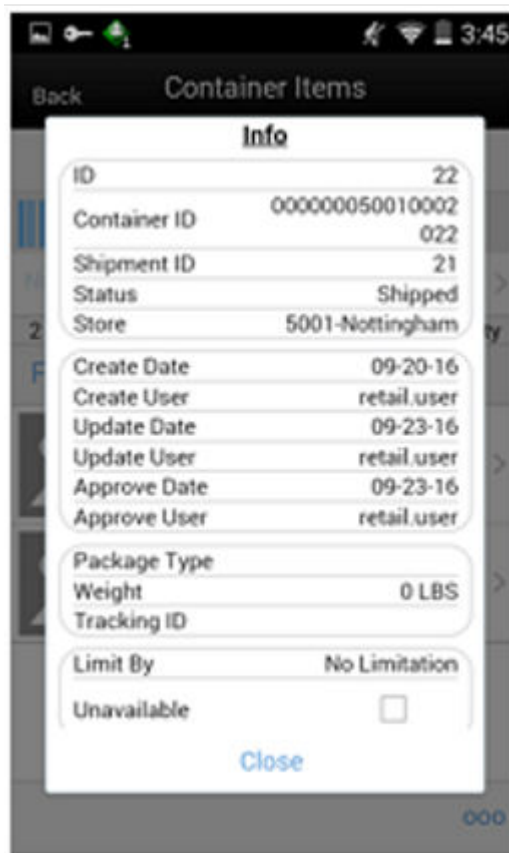 3:45
Back Container Items
Info
ID 22
Container ID 000000050010002
022
Shipment ID 21
Status Shipped
Store 5001-Nottingham
Create Date 09-20-16
Create User retail.user
Update Date 09-23-16
Update User retail.user
Approve Date 09-23-16
Approve User retail.user
Package Type
Weight 0 LBS
Tracking ID
Limit By No Limitation
Unavailable
Close